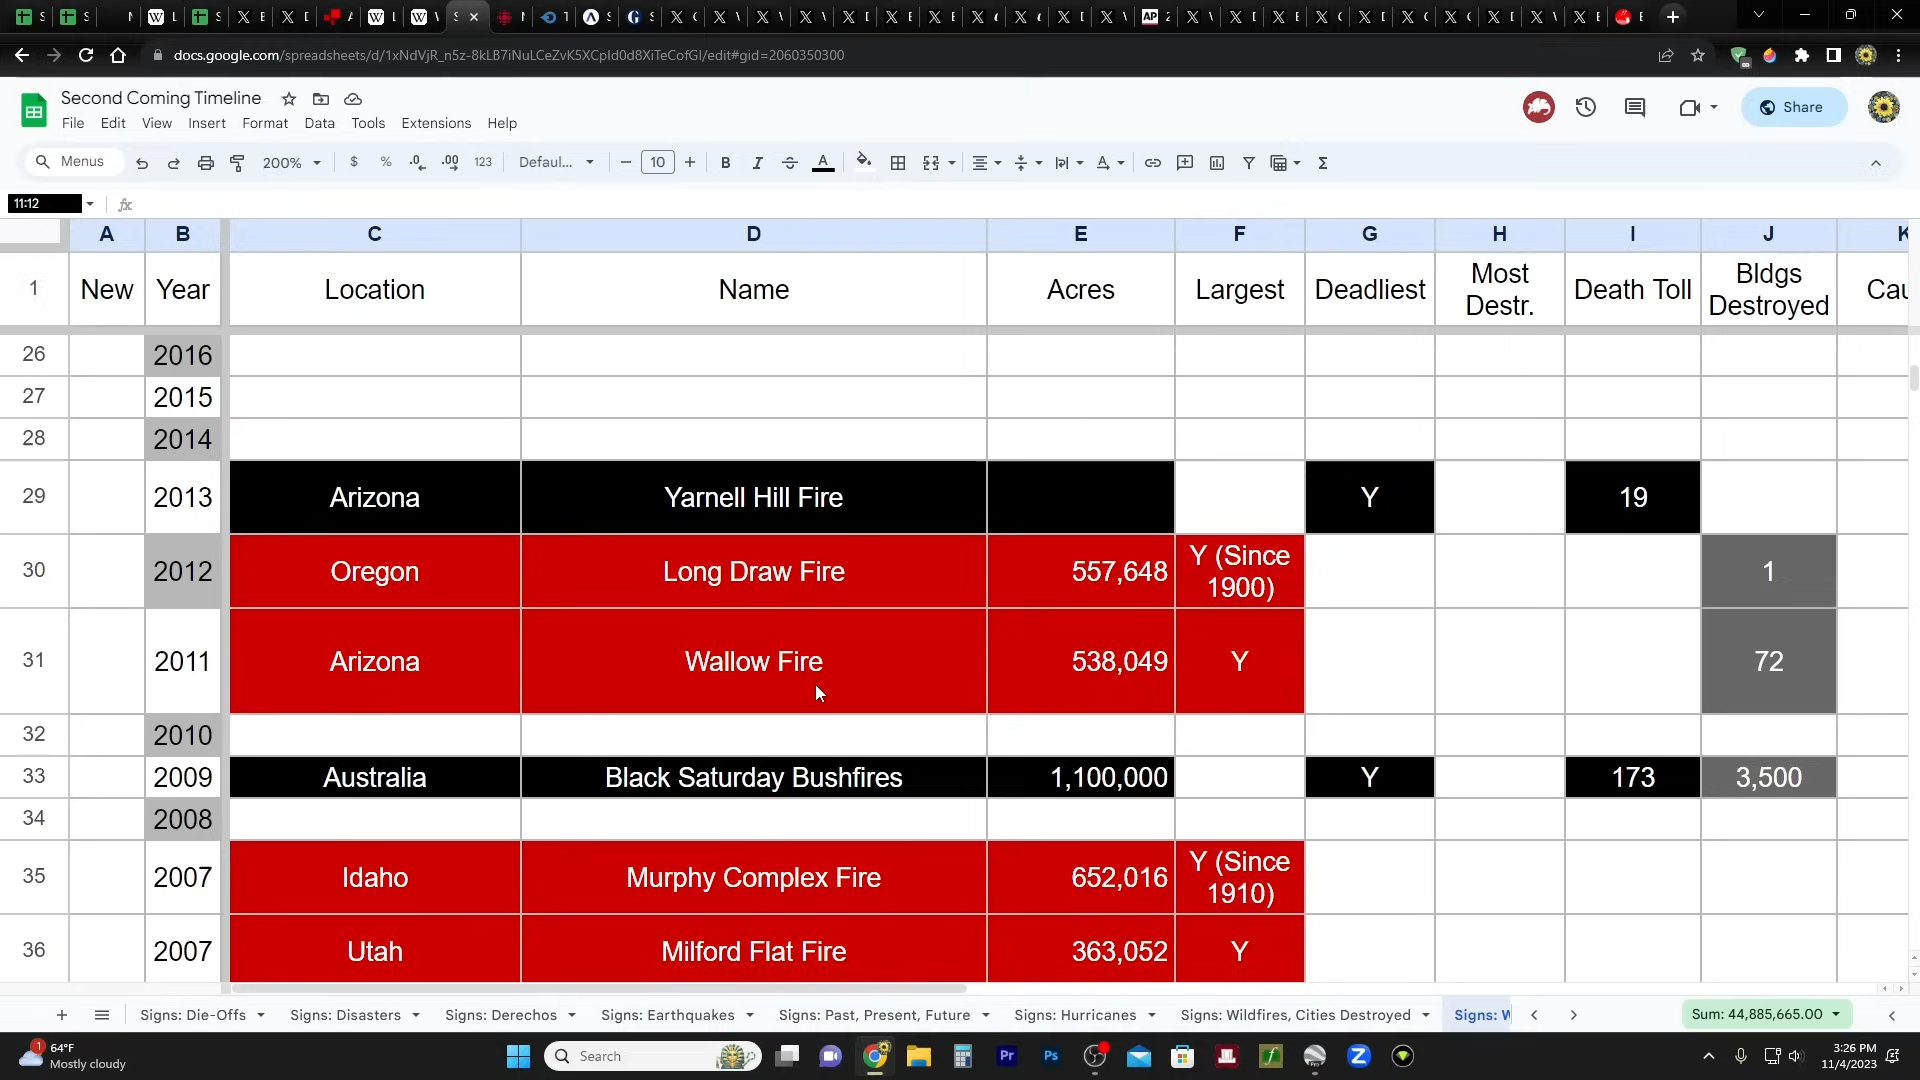 docs.google.com/spreadsheets/d/1xNdVjR_n5z-8kLB7iNuLCeZvK5XCpId0d8XiTeCofGI/edit#gid=2060350300
Second Coming Timeline
File Edit View Insert Format Data Tools Extensions Help
Share
Menus 200% $ % .0 .00 123 Defaul... 10 B I A
11:12 fx
A B C D E F G H I J K
1 New Year Location Name Acres Largest Deadliest Most Destr. Death Toll Bldgs Destroyed Cau
26 2016
27 2015
28 2014
29 2013 Arizona Yarnell Hill Fire Y 19
30 2012 Oregon Long Draw Fire 557,648 Y (Since 1900) 1
31 2011 Arizona Wallow Fire 538,049 Y 72
32 2010
33 2009 Australia Black Saturday Bushfires 1,100,000 Y 173 3,500
34 2008
35 2007 Idaho Murphy Complex Fire 652,016 Y (Since 1910)
36 2007 Utah Milford Flat Fire 363,052 Y
Signs: Die-Offs Signs: Disasters Signs: Derechos Signs: Earthquakes Signs: Past, Present, Future Signs: Hurricanes Signs: Wildfires, Cities Destroyed Signs: W Sum: 44,885,665.00
1 64°F
Mostly cloudy
Search
Pr Ps
3:26 PM
11/4/2023